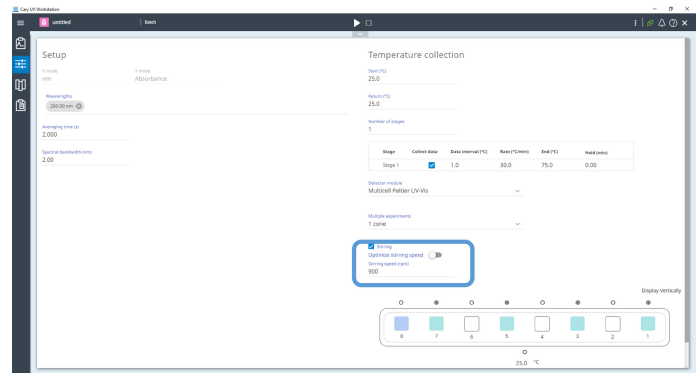 Cary UV Workstation
untitled
Batch
Setup
X mode
nm
Y mode
Absorbance
Wavelengths
260.00 nm
Averaging time (s)
2.000
Spectral bandwidth (nm)
2.00
Temperature collection
Start (°C)
25.0
Return (°C)
25.0
Number of stages
1
Stage Collect data Data interval (°C) Rate (°C/min) End (°C) Hold (min)
Stage 1 1.0 30.0 75.0 0.00
Detector module
Multicell Peltier UV-Vis
Multiple experiments
1 zone
Stirring
Optimize stirring speed
Stirring speed (rpm)
900
Display Vertically
8 7 6 5 4 3 2 1
25.0 °C